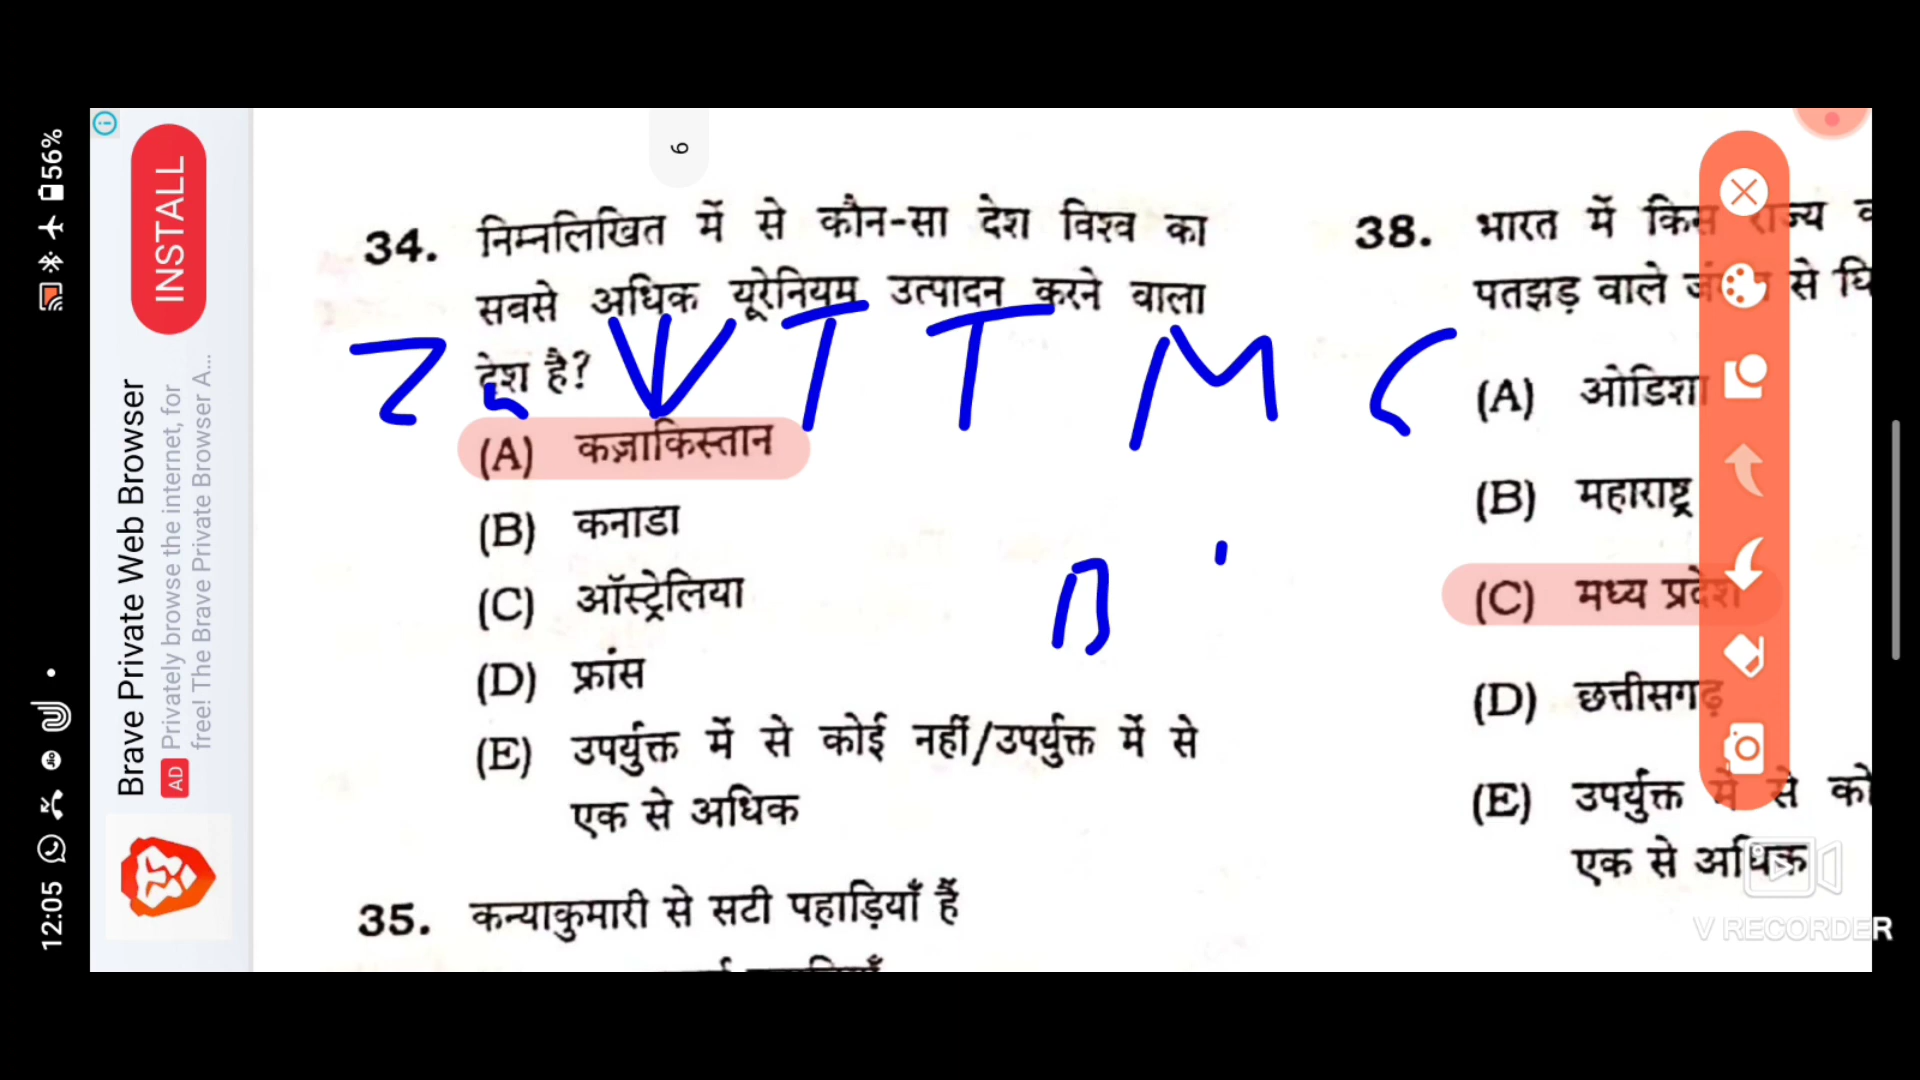 12:05
56%
INSTALL
Brave Private Web Browser
AD Privately browse the internet, for
free! The Brave Private Browser A...
6
34. निम्नलिखित में से कौन-सा देश विश्व का
सबसे अधिक यूरेनियम उत्पादन करने वाला
देश है?
(A) कज़ाकिस्तान
(B) कनाडा
(C) ऑस्ट्रेलिया
(D) फ्रांस
(E) उपर्युक्त में से कोई नहीं/उपर्युक्त में से
एक से अधिक
35. कन्याकुमारी से सटी पहाड़ियाँ हैं
38. भारत में किस राज्य
पतझड़ वाले से
(A) ओडिशा
(B) महाराष्ट्र
(C) मध्य प्रदेश
(D) छत्तीसगढ़
(E) उपर्युक्त में से
एक से अधिक
V RECORDER